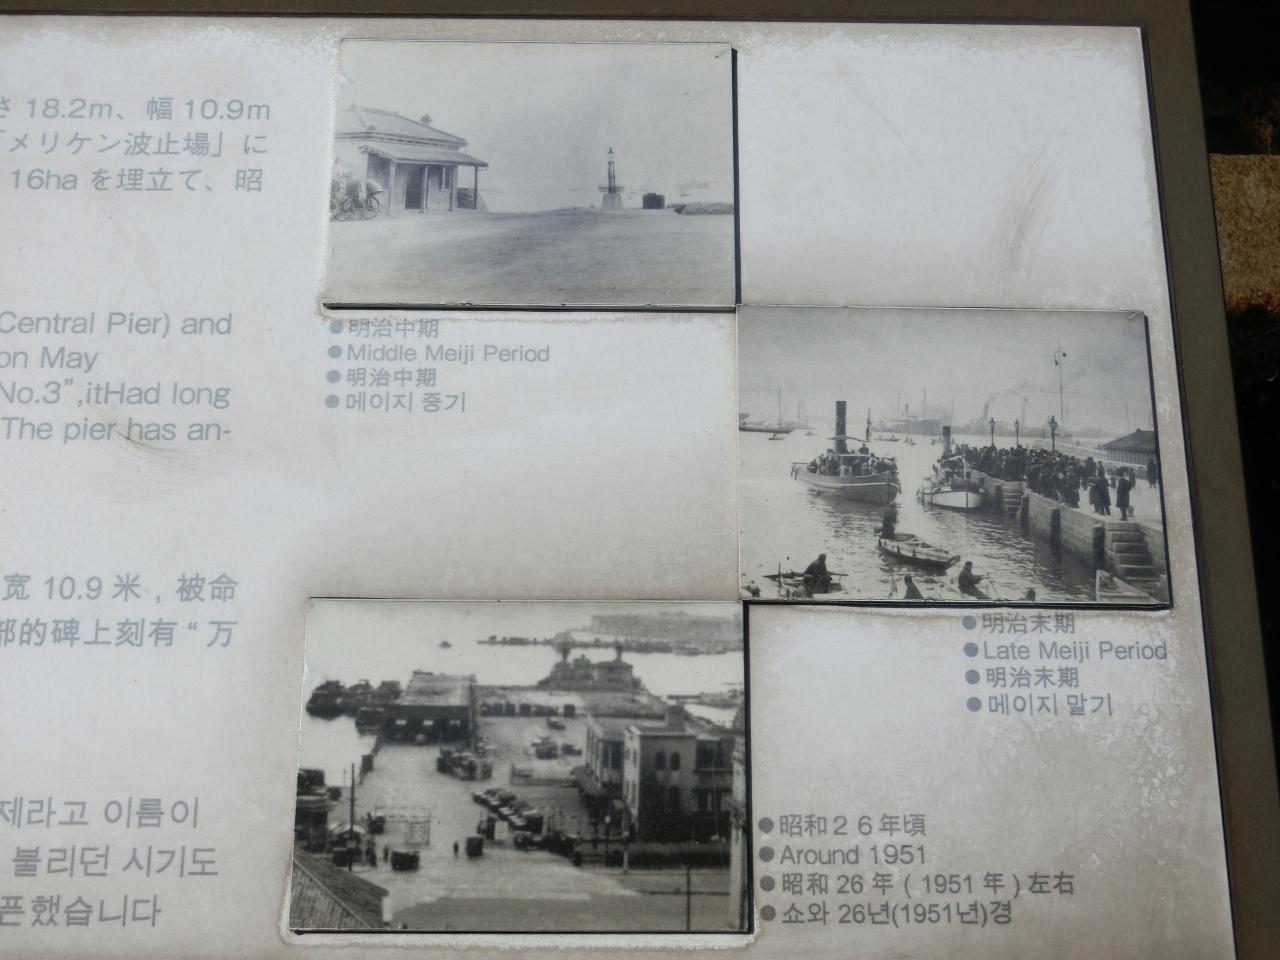 さ 18.2m、幅 10.9m
「メリケン波止場」に
16ha を埋立て、昭
Central Pier) and
on May
No.3”,itHad long
The pier has an-
宽 10.9 米，被命
部的碑上刻有“万
제라고 이름이
불리던 시기도
픈했습니다
●明治中期
●Middle Meiji Period
●明治中期
●메이지 중기
●明治末期
●Late Meiji Period
●明治末期
●메이지 말기
●昭和２６年頃
●Around 1951
●昭和 26 年 ( 1951 年 ) 左右
●쇼와 26년(1951년)경